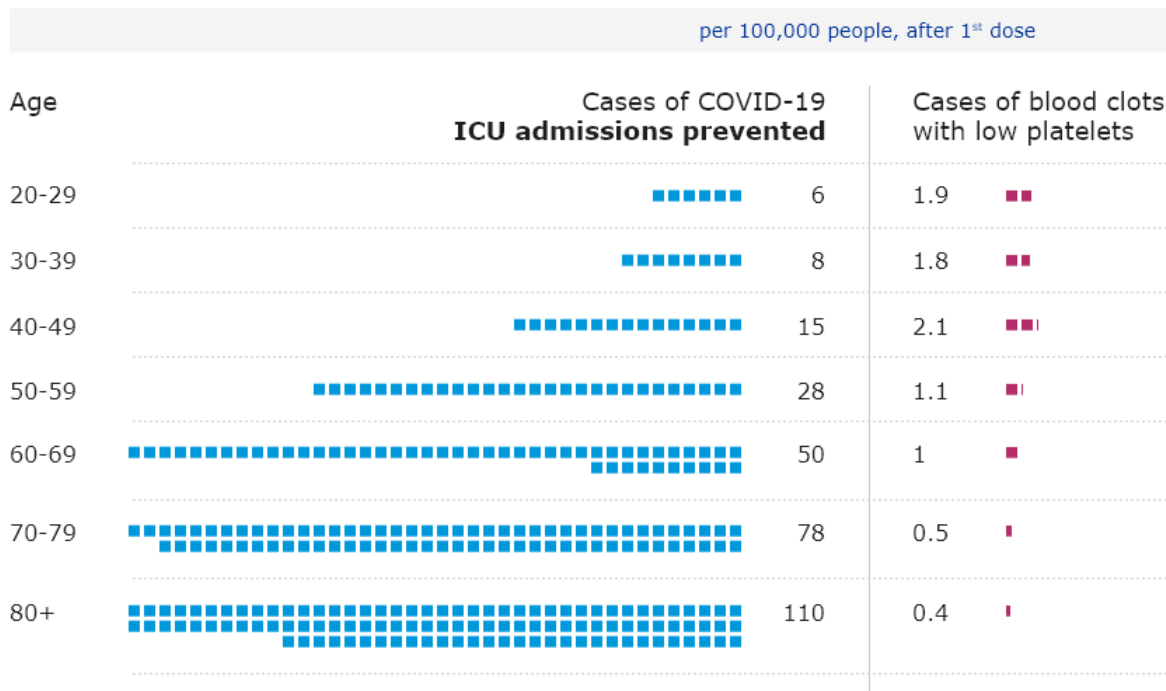 per 100,000 people, after 1st dose
Age
Cases of COVID-19
ICU admissions prevented
Cases of blood clots
with low platelets
20-29 6 1.9
30-39 8 1.8
40-49 15 2.1
50-59 28 1.1
60-69 50 1
70-79 78 0.5
80+ 110 0.4